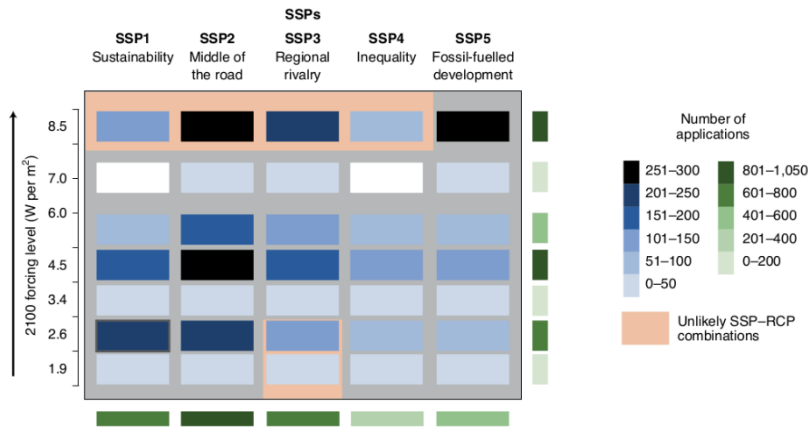 SSPs
SSP1 SSP2 SSP3 SSP4 SSP5
Sustainability Middle of Regional Inequality Fossil-fuelled
the road rivalry development
2100 forcing level (W per m²)
8.5
7.0
6.0
4.5
3.4
2.6
1.9
Number of
applications
251–300 801–1,050
201–250 601–800
151–200 401–600
101–150 201–400
51–100 0–200
0–50
Unlikely SSP–RCP
combinations